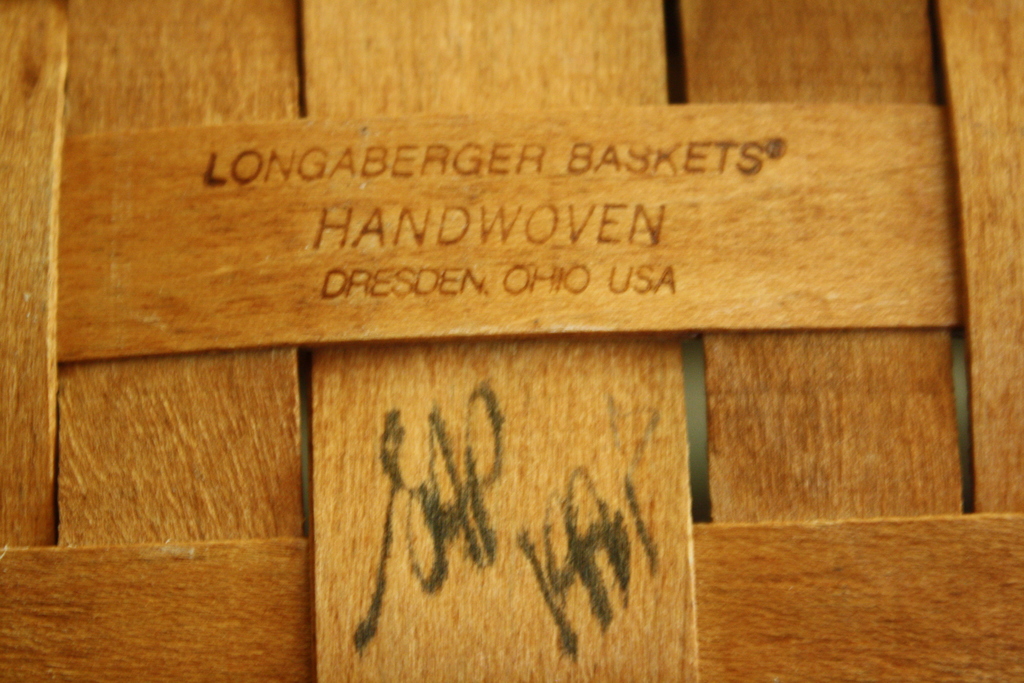 LONGABERGER BASKETS®
HANDWOVEN
DRESDEN, OHIO USA